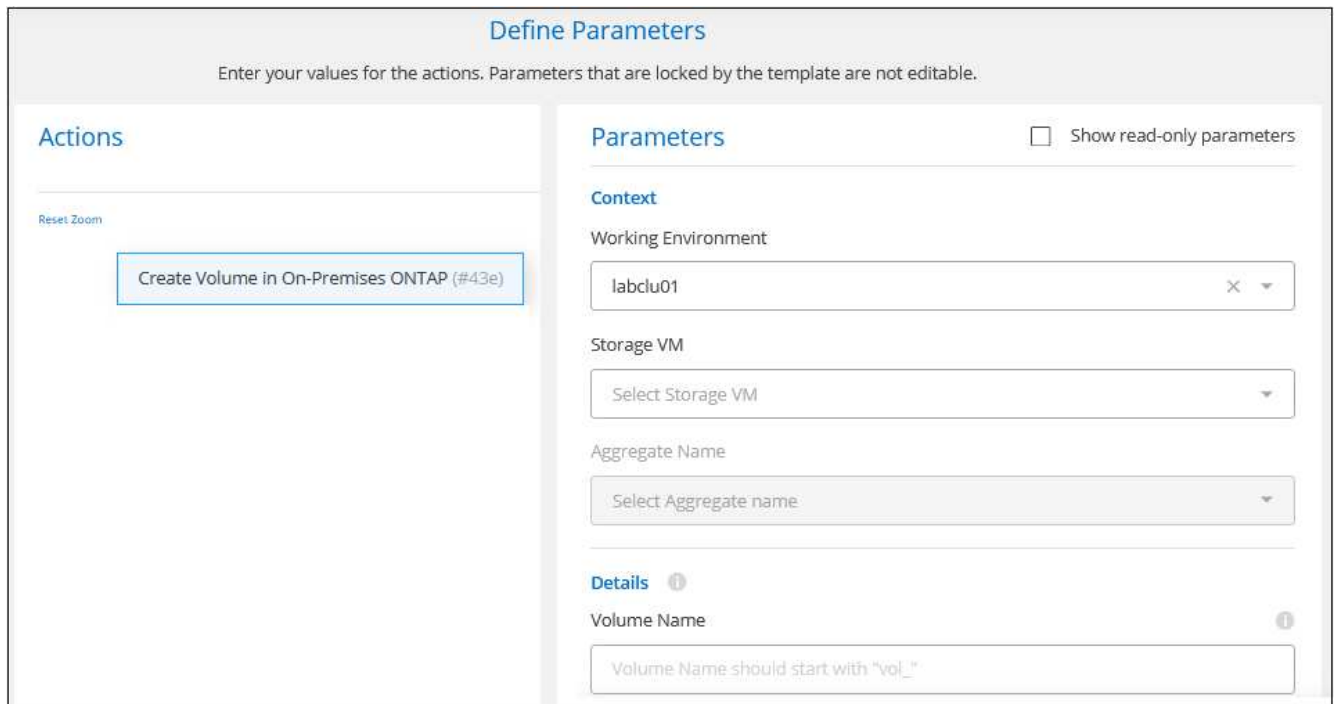 Define Parameters
Enter your values for the actions. Parameters that are locked by the template are not editable.
Actions
Reset Zoom
Create Volume in On-Premises ONTAP (#43e)
Parameters
Show read-only parameters
Context
Working Environment
labclu01
Storage VM
Select Storage VM
Aggregate Name
Select Aggregate name
Details
Volume Name
Volume Name should start with "vol_"